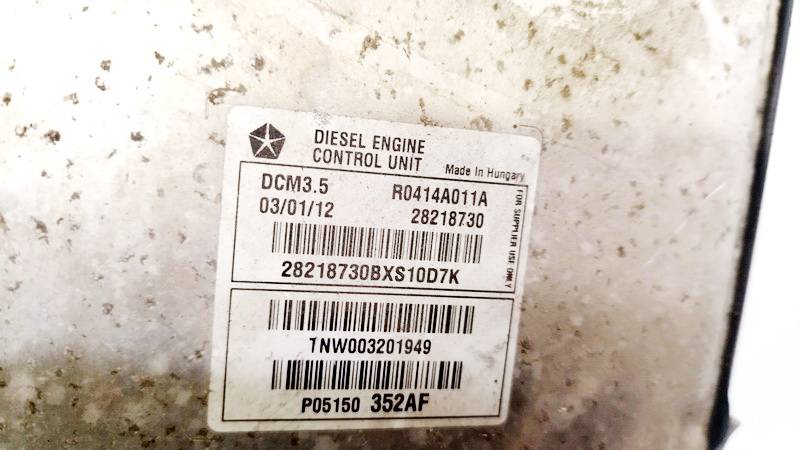 DIESEL ENGINE
CONTROL UNIT
Made In Hungary
DCM3.5 R0414A011A
03/01/12 28218730
28218730BXS10D7K
FOR SUPPLIER USE ONLY
TNW003201949
P05150 352AF